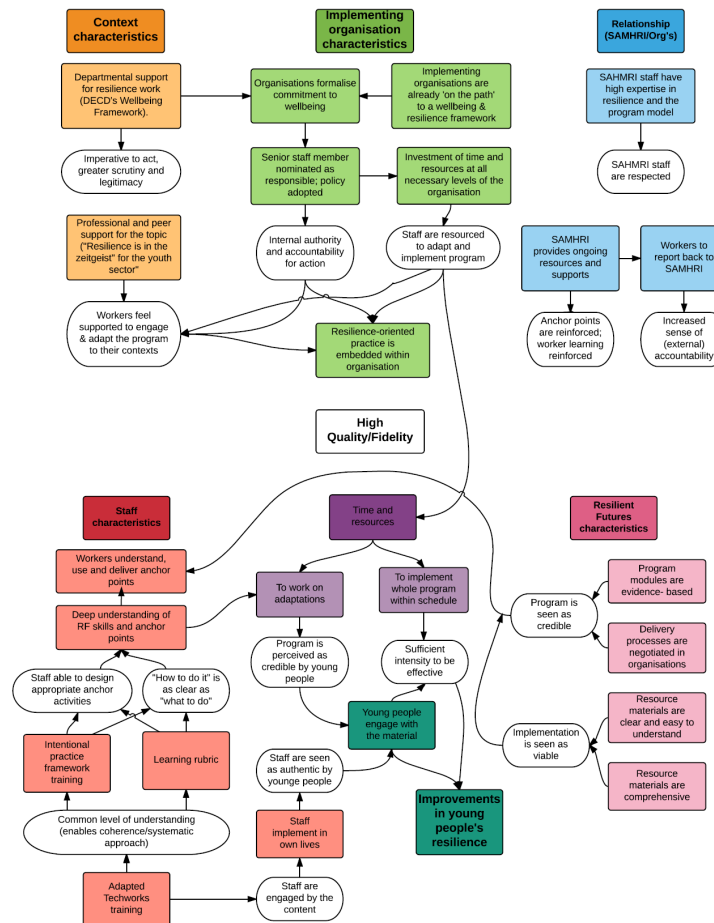 Context
characteristics
Implementing
organisation
characteristics
Relationship
(SAMHRI/Org's)
Departmental support
for resilience work
(DECD's Wellbeing
Framework).
Organisations formalise
commitment to
wellbeing
Implementing
organisations are
already 'on the path'
to a wellbeing &
resilience framework
SAHMRI staff have
high expertise in
resilience and the
program model
Imperative to act,
greater scrutiny and
legitimacy
Senior staff member
nominated as
responsible; policy
adopted
Investment of time and
resources at all
necessary levels of the
organisation
SAHMRI staff
are respected
Professional and peer
support for the topic
("Resilience is in the
zeitgeist" for the youth
sector"
Internal authority
and accountability
for action
Staff are resourced
to adapt and
implement program
SAMHRI
provides ongoing
resources and
supports
Workers to
report back to
SAMHRI
Workers feel
supported to engage
& adapt the program
to their contexts
Resilience-oriented
practice is
embedded within
organisation
Anchor points
are reinforced;
worker learning
reinforced
Increased
sense of
(external)
accountability
High
Quality/Fidelity
Staff
characteristics
Time and
resources
Resilient
Futures
characteristics
Workers understand,
use and deliver anchor
points
To work on
adaptations
To implement
whole program
within schedule
Program is
seen as
credible
Program
modules are
evidence- based
Deep understanding of
RF skills and anchor
points
Program is
perceived as
credible by young
people
Sufficient
intensity to be
effective
Delivery
processes are
negotiated in
organisations
Staff able to design
appropriate anchor
activities
"How to do it" is
as clear as
"what to do"
Young people
engage with
the material
Implementation
is seen as
viable
Resource
materials are
clear and easy to
understand
Intentional
practice
framework
training
Learning rubric
Staff are seen
as authentic by
younge people
Improvements
in young
people's
resilience
Resource
materials are
comprehensive
Common level of understanding
(enables coherence/systematic
approach)
Staff
implement in
own lives
Adapted
Techworks
training
Staff are
engaged by the
content